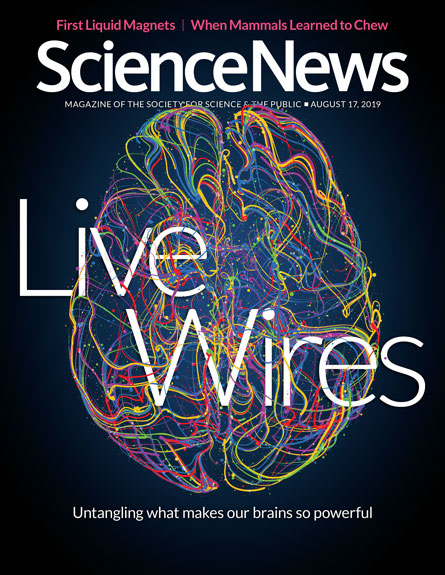 First Liquid Magnets | When Mammals Learned to Chew
ScienceNews
MAGAZINE OF THE SOCIETY FOR SCIENCE & THE PUBLIC ■ AUGUST 17, 2019
Live
Wires
Untangling what makes our brains so powerful